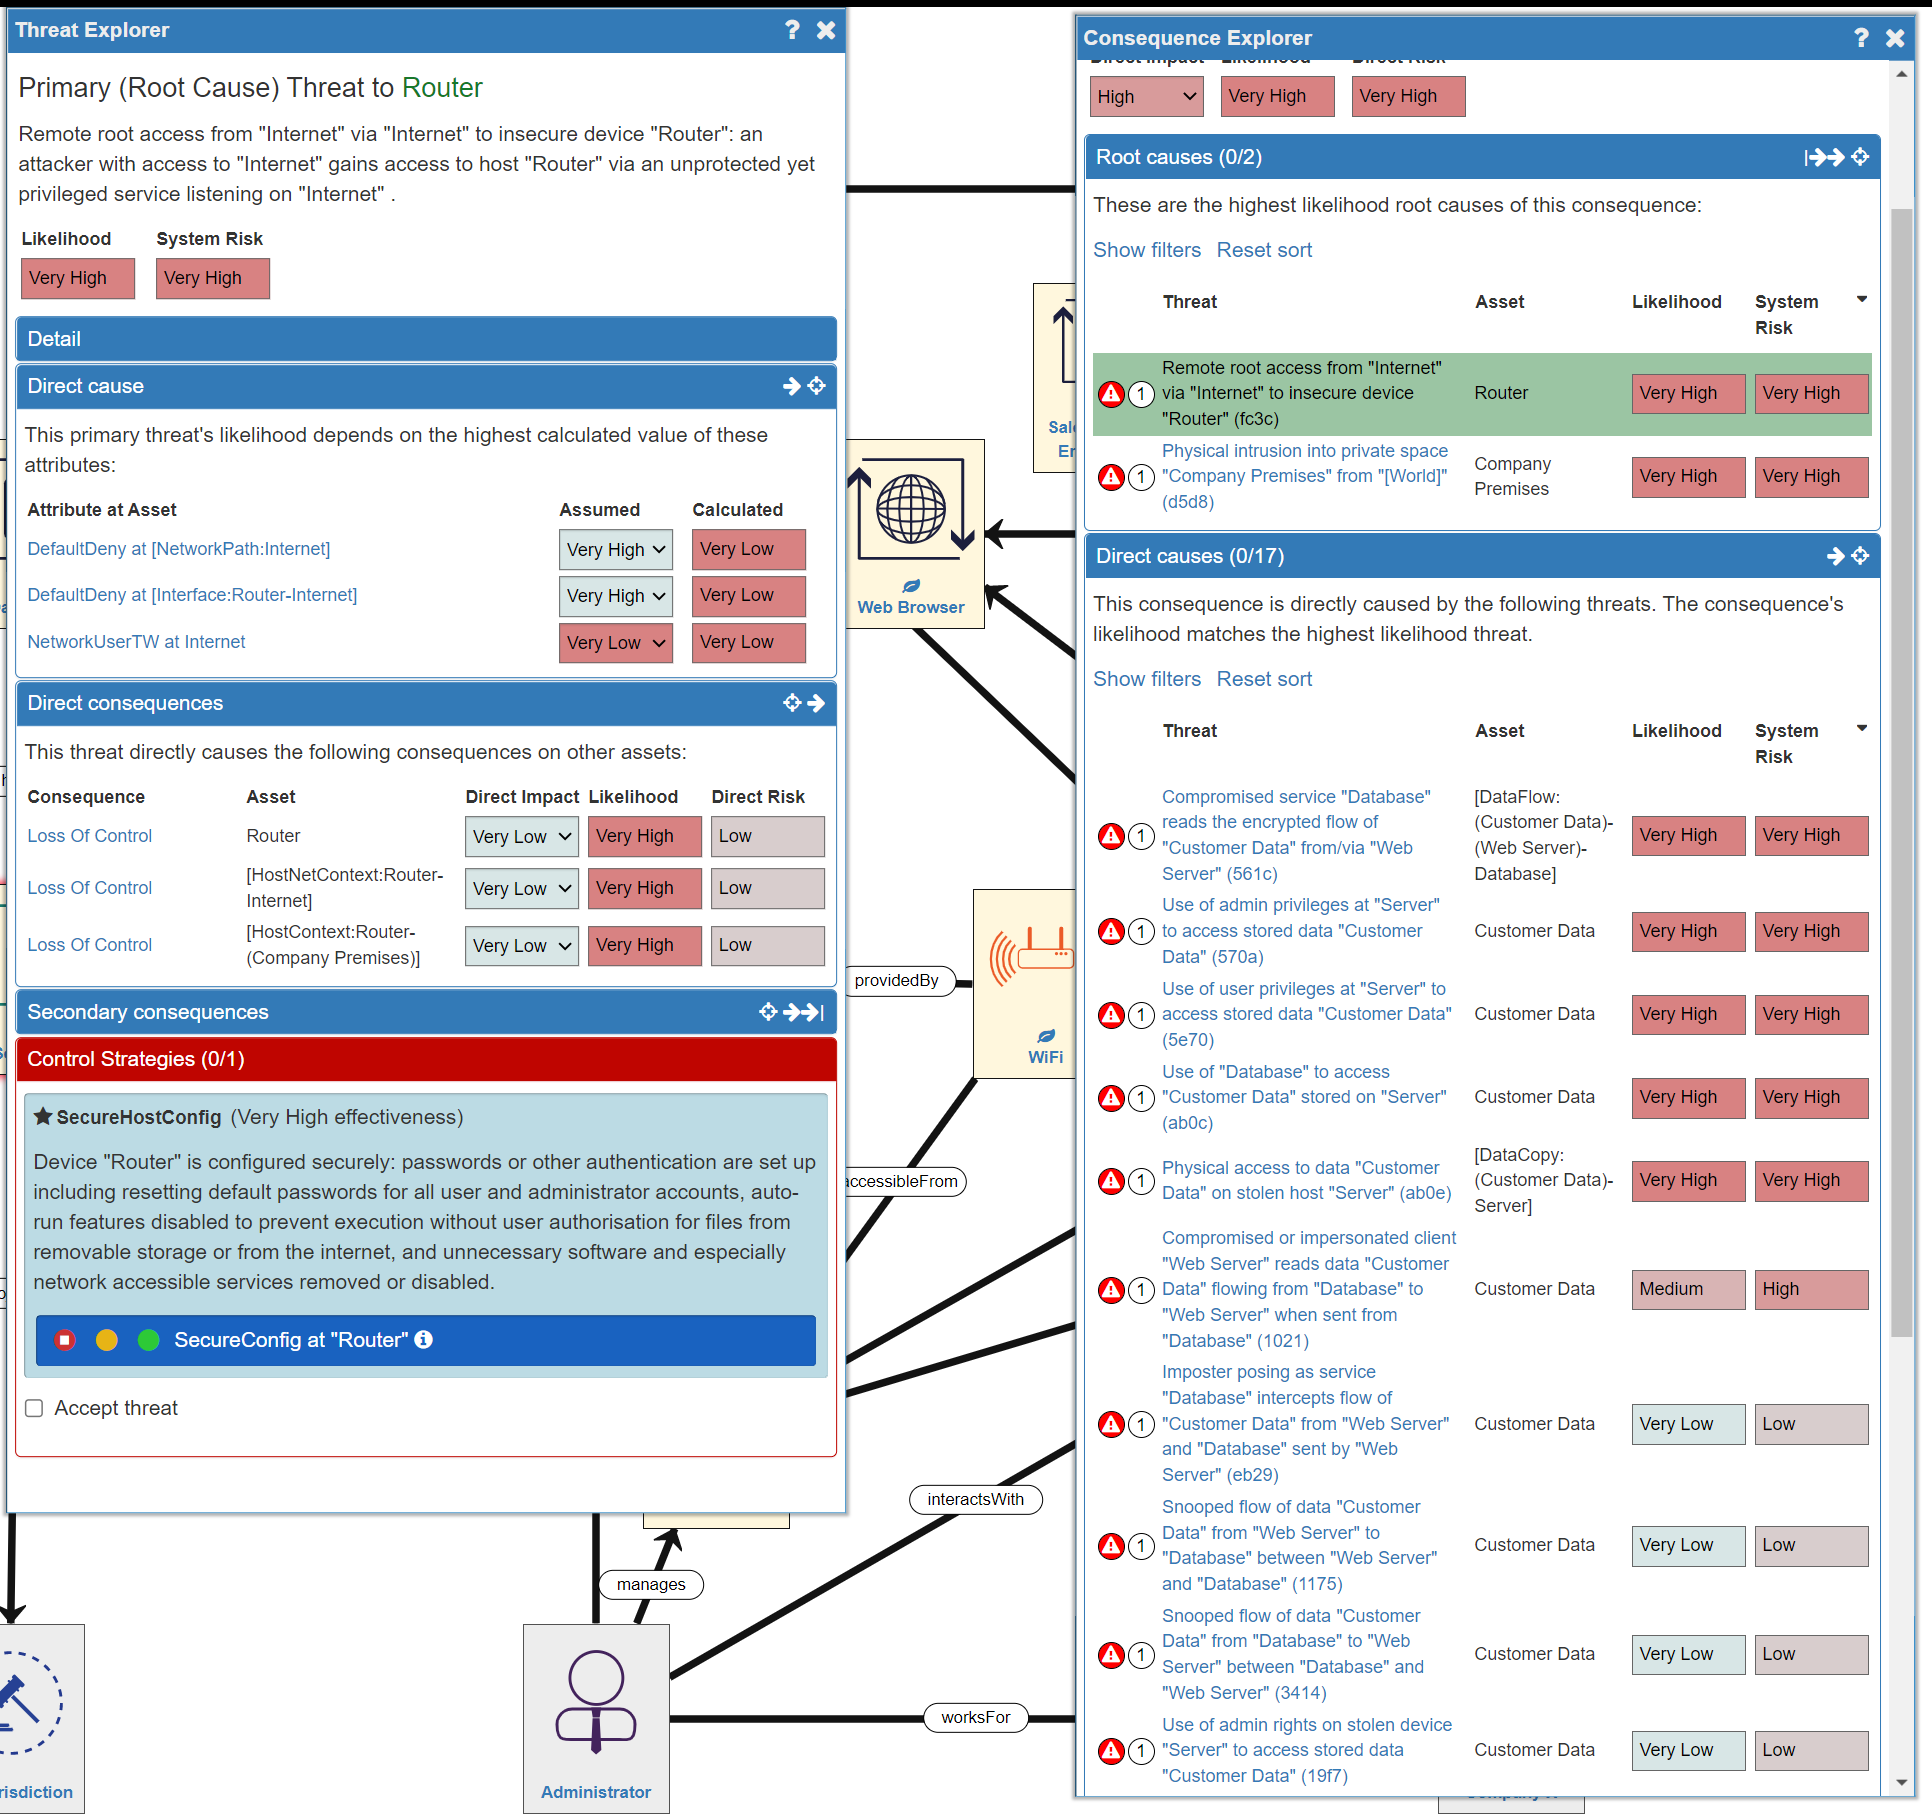 Threat Explorer
Primary (Root Cause) Threat to Router
Remote root access from "Internet" via "Internet" to insecure device "Router": an
attacker with access to "Internet" gains access to host "Router" via an unprotected yet
privileged service listening on "Internet" .
Likelihood System Risk
Very High Very High
Detail
Direct cause
This primary threat's likelihood depends on the highest calculated value of these
attributes:
Attribute at Asset Assumed Calculated
DefaultDeny at [NetworkPath:Internet] Very High Very Low
DefaultDeny at [Interface:Router-Internet] Very High Very Low
NetworkUserTW at Internet Very Low Very Low
Direct consequences
This threat directly causes the following consequences on other assets:
Consequence Asset Direct Impact Likelihood Direct Risk
Loss Of Control Router Very Low Very High Low
Loss Of Control [HostNetContext:Router-
Internet] Very Low Very High Low
Loss Of Control [HostContext:Router-
(Company Premises)] Very Low Very High Low
Secondary consequences
Control Strategies (0/1)
SecureHostConfig (Very High effectiveness)
Device "Router" is configured securely: passwords or other authentication are set up
including resetting default passwords for all user and administrator accounts, auto-
run features disabled to prevent execution without user authorisation for files from
removable storage or from the internet, and unnecessary software and especially
network accessible services removed or disabled.
SecureConfig at "Router"
Accept threat
Web Browser
providedBy
WiFi
accessibleFrom
interactsWith
manages
worksFor
Administrator
risdiction
Consequence Explorer
Direct Impact Likelihood Direct Risk
High Very High Very High
Root causes (0/2)
These are the highest likelihood root causes of this consequence:
Show filters Reset sort
Threat Asset Likelihood System
Risk
Remote root access from "Internet"
1 via "Internet" to insecure device Router Very High Very High
"Router" (fc3c)
Physical intrusion into private space
1 "Company Premises" from "[World]" Company Premises Very High Very High
(d5d8)
Direct causes (0/17)
This consequence is directly caused by the following threats. The consequence's
likelihood matches the highest likelihood threat.
Show filters Reset sort
Threat Asset Likelihood System
Risk
Compromised service "Database" [DataFlow:
reads the encrypted flow of (Customer Data)-
1 "Customer Data" from/via "Web (Web Server)- Very High Very High
Server" (561c) Database]
Use of admin privileges at "Server"
1 to access stored data "Customer Customer Data Very High Very High
Data" (570a)
Use of user privileges at "Server" to
1 access stored data "Customer Data" Customer Data Very High Very High
(5e70)
Use of "Database" to access
1 "Customer Data" stored on "Server" Customer Data Very High Very High
(ab0c)
Physical access to data "Customer [DataCopy:
1 Data" on stolen host "Server" (ab0e) (Customer Data)- Very High Very High
Server]
Compromised or impersonated client
"Web Server" reads data "Customer
1 Data" flowing from "Database" to Customer Data Medium High
"Web Server" when sent from
"Database" (1021)
Imposter posing as service
"Database" intercepts flow of
1 "Customer Data" from "Web Server" Customer Data Very Low Low
and "Database" sent by "Web
Server" (eb29)
Snooped flow of data "Customer
Data" from "Web Server" to
1 "Database" between "Web Server" Customer Data Very Low Low
and "Database" (1175)
Snooped flow of data "Customer
Data" from "Database" to "Web
1 Server" between "Database" and Customer Data Very Low Low
"Web Server" (3414)
Use of admin rights on stolen device
1 "Server" to access stored data Customer Data Very Low Low
"Customer Data" (19f7)